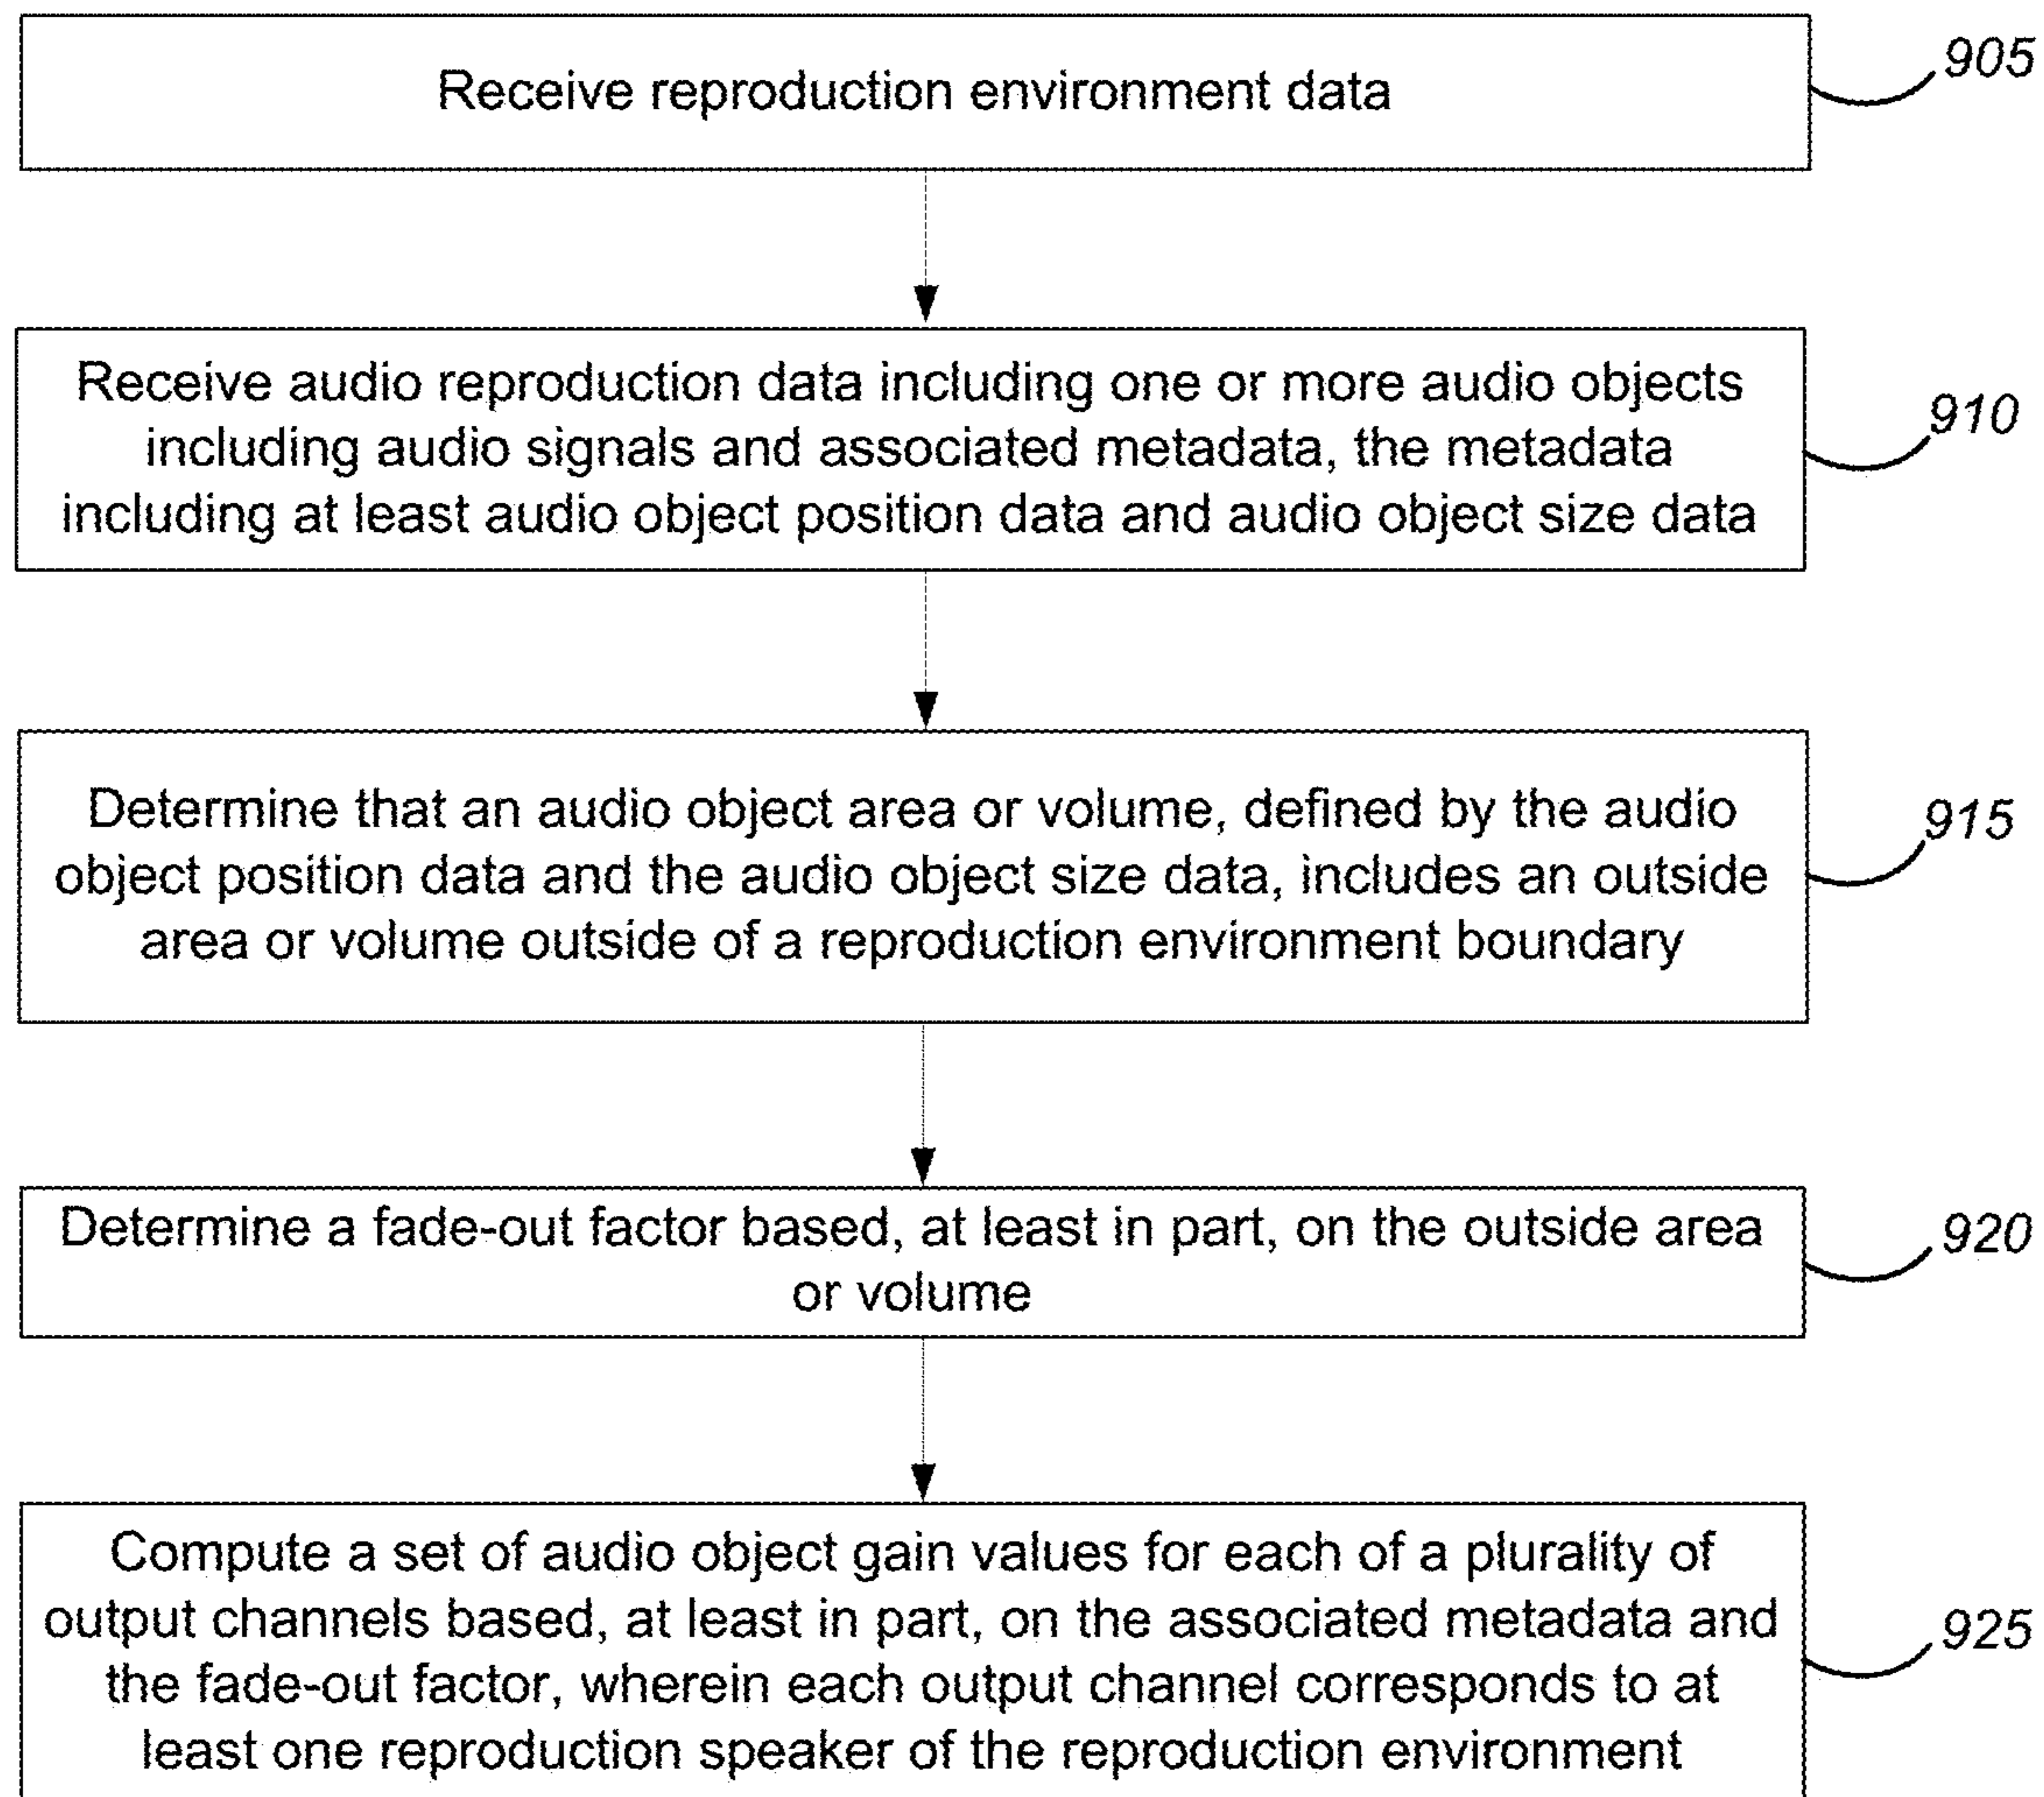 Receive reproduction environment data
905
Receive audio reproduction data including one or more audio objects
including audio signals and associated metadata, the metadata
including at least audio object position data and audio object size data
910
Determine that an audio object area or volume, defined by the audio
object position data and the audio object size data, includes an outside
area or volume outside of a reproduction environment boundary
915
Determine a fade-out factor based, at least in part, on the outside area
or volume
920
Compute a set of audio object gain values for each of a plurality of
output channels based, at least in part, on the associated metadata and
the fade-out factor, wherein each output channel corresponds to at
least one reproduction speaker of the reproduction environment
925